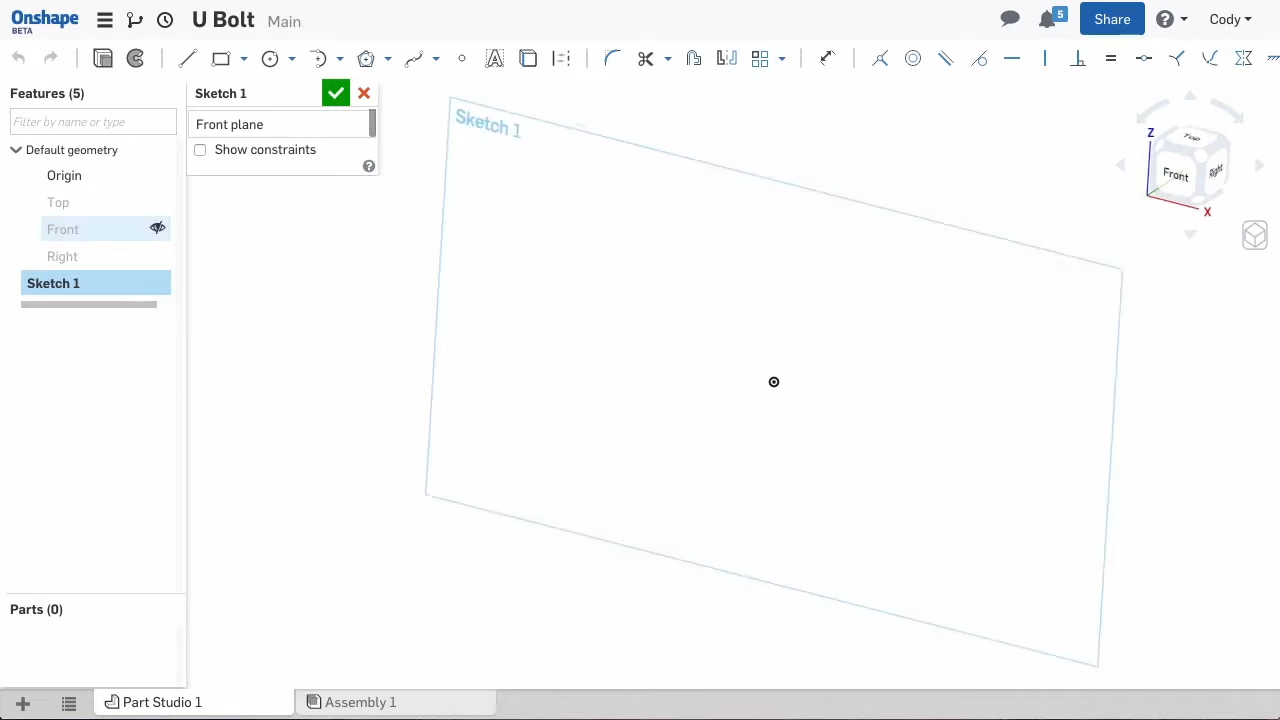 Onshape
BETA
U Bolt Main
5
Share
?
Cody
A
Features (5)
Filter by name or type
Default geometry
Origin
Top
Front
Right
Sketch 1
Parts (0)
Sketch 1
Front plane
Show constraints
?
Sketch 1
Z
Top
Front
Right
X
Part Studio 1
Assembly 1